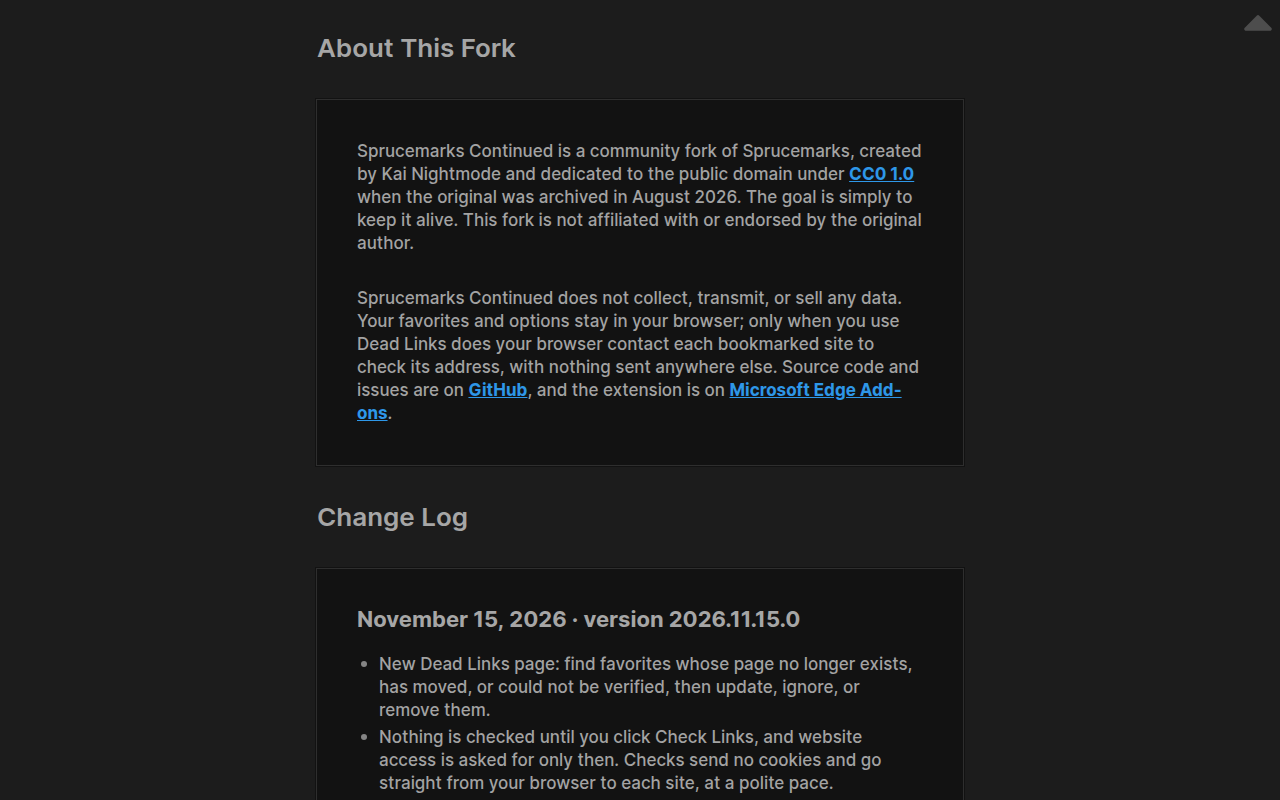 About This Fork
Sprucemarks Continued is a community fork of Sprucemarks, created
by Kai Nightmode and dedicated to the public domain under CC0 1.0
when the original was archived in August 2026. The goal is simply to
keep it alive. This fork is not affiliated with or endorsed by the original
author.
Sprucemarks Continued does not collect, transmit, or sell any data.
Your favorites and options stay in your browser; only when you use
Dead Links does your browser contact each bookmarked site to
check its address, with nothing sent anywhere else. Source code and
issues are on GitHub, and the extension is on Microsoft Edge Add-
ons.
Change Log
November 15, 2026 · version 2026.11.15.0
• New Dead Links page: find favorites whose page no longer exists,
has moved, or could not be verified, then update, ignore, or
remove them.
• Nothing is checked until you click Check Links, and website
access is asked for only then. Checks send no cookies and go
straight from your browser to each site, at a polite pace.